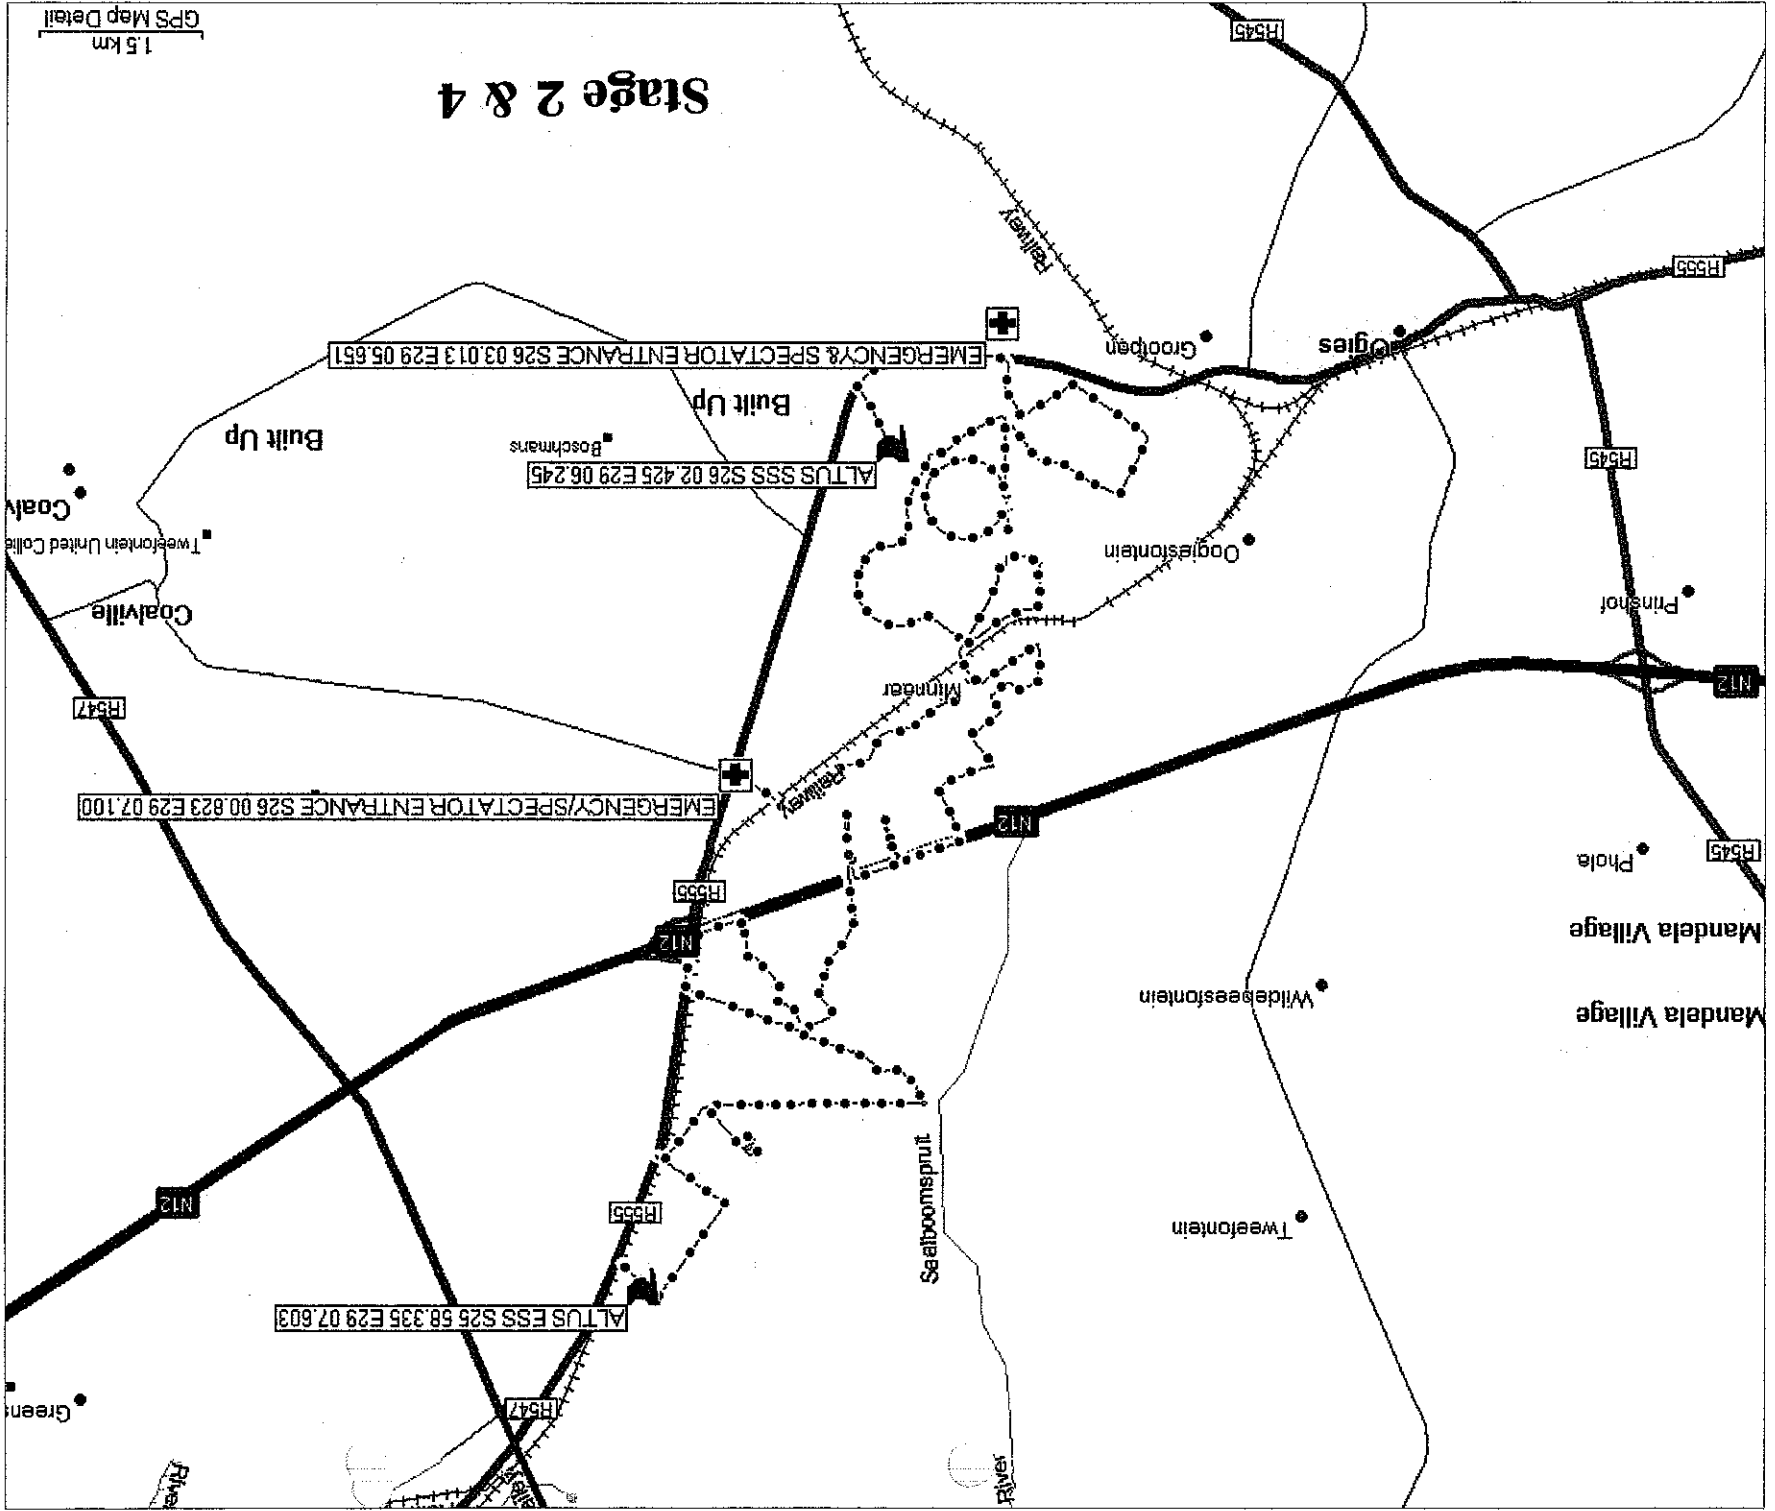 River
Rive
R547
Greens
ALTUS ESS S25 58.335 E29 07.603
Tweefontein
R555
N12
Saalboomspruit
Mandela Village
Wildebeesfontein
Mandela Village
N12
R555
Phola
R545
N12
EMERGENCY/SPECTATOR ENTRANCE S26 00.823 E29 07.100
Railway
R547
Minnaar
N12
Prinshof
Coalville
Oogiesfontein
Tweefontein United Collie
Coalv
R545
ALTUS SSS S26 02.425 E29 06.245
Boschmans
Built Up
Built Up
Ogies
Grootpan
EMERGENCY& SPECTATOR ENTRANCE S26 03.013 E29 05.651
R555
Railway
Stage 2 & 4
R545
1.5 km
GPS Map Detail